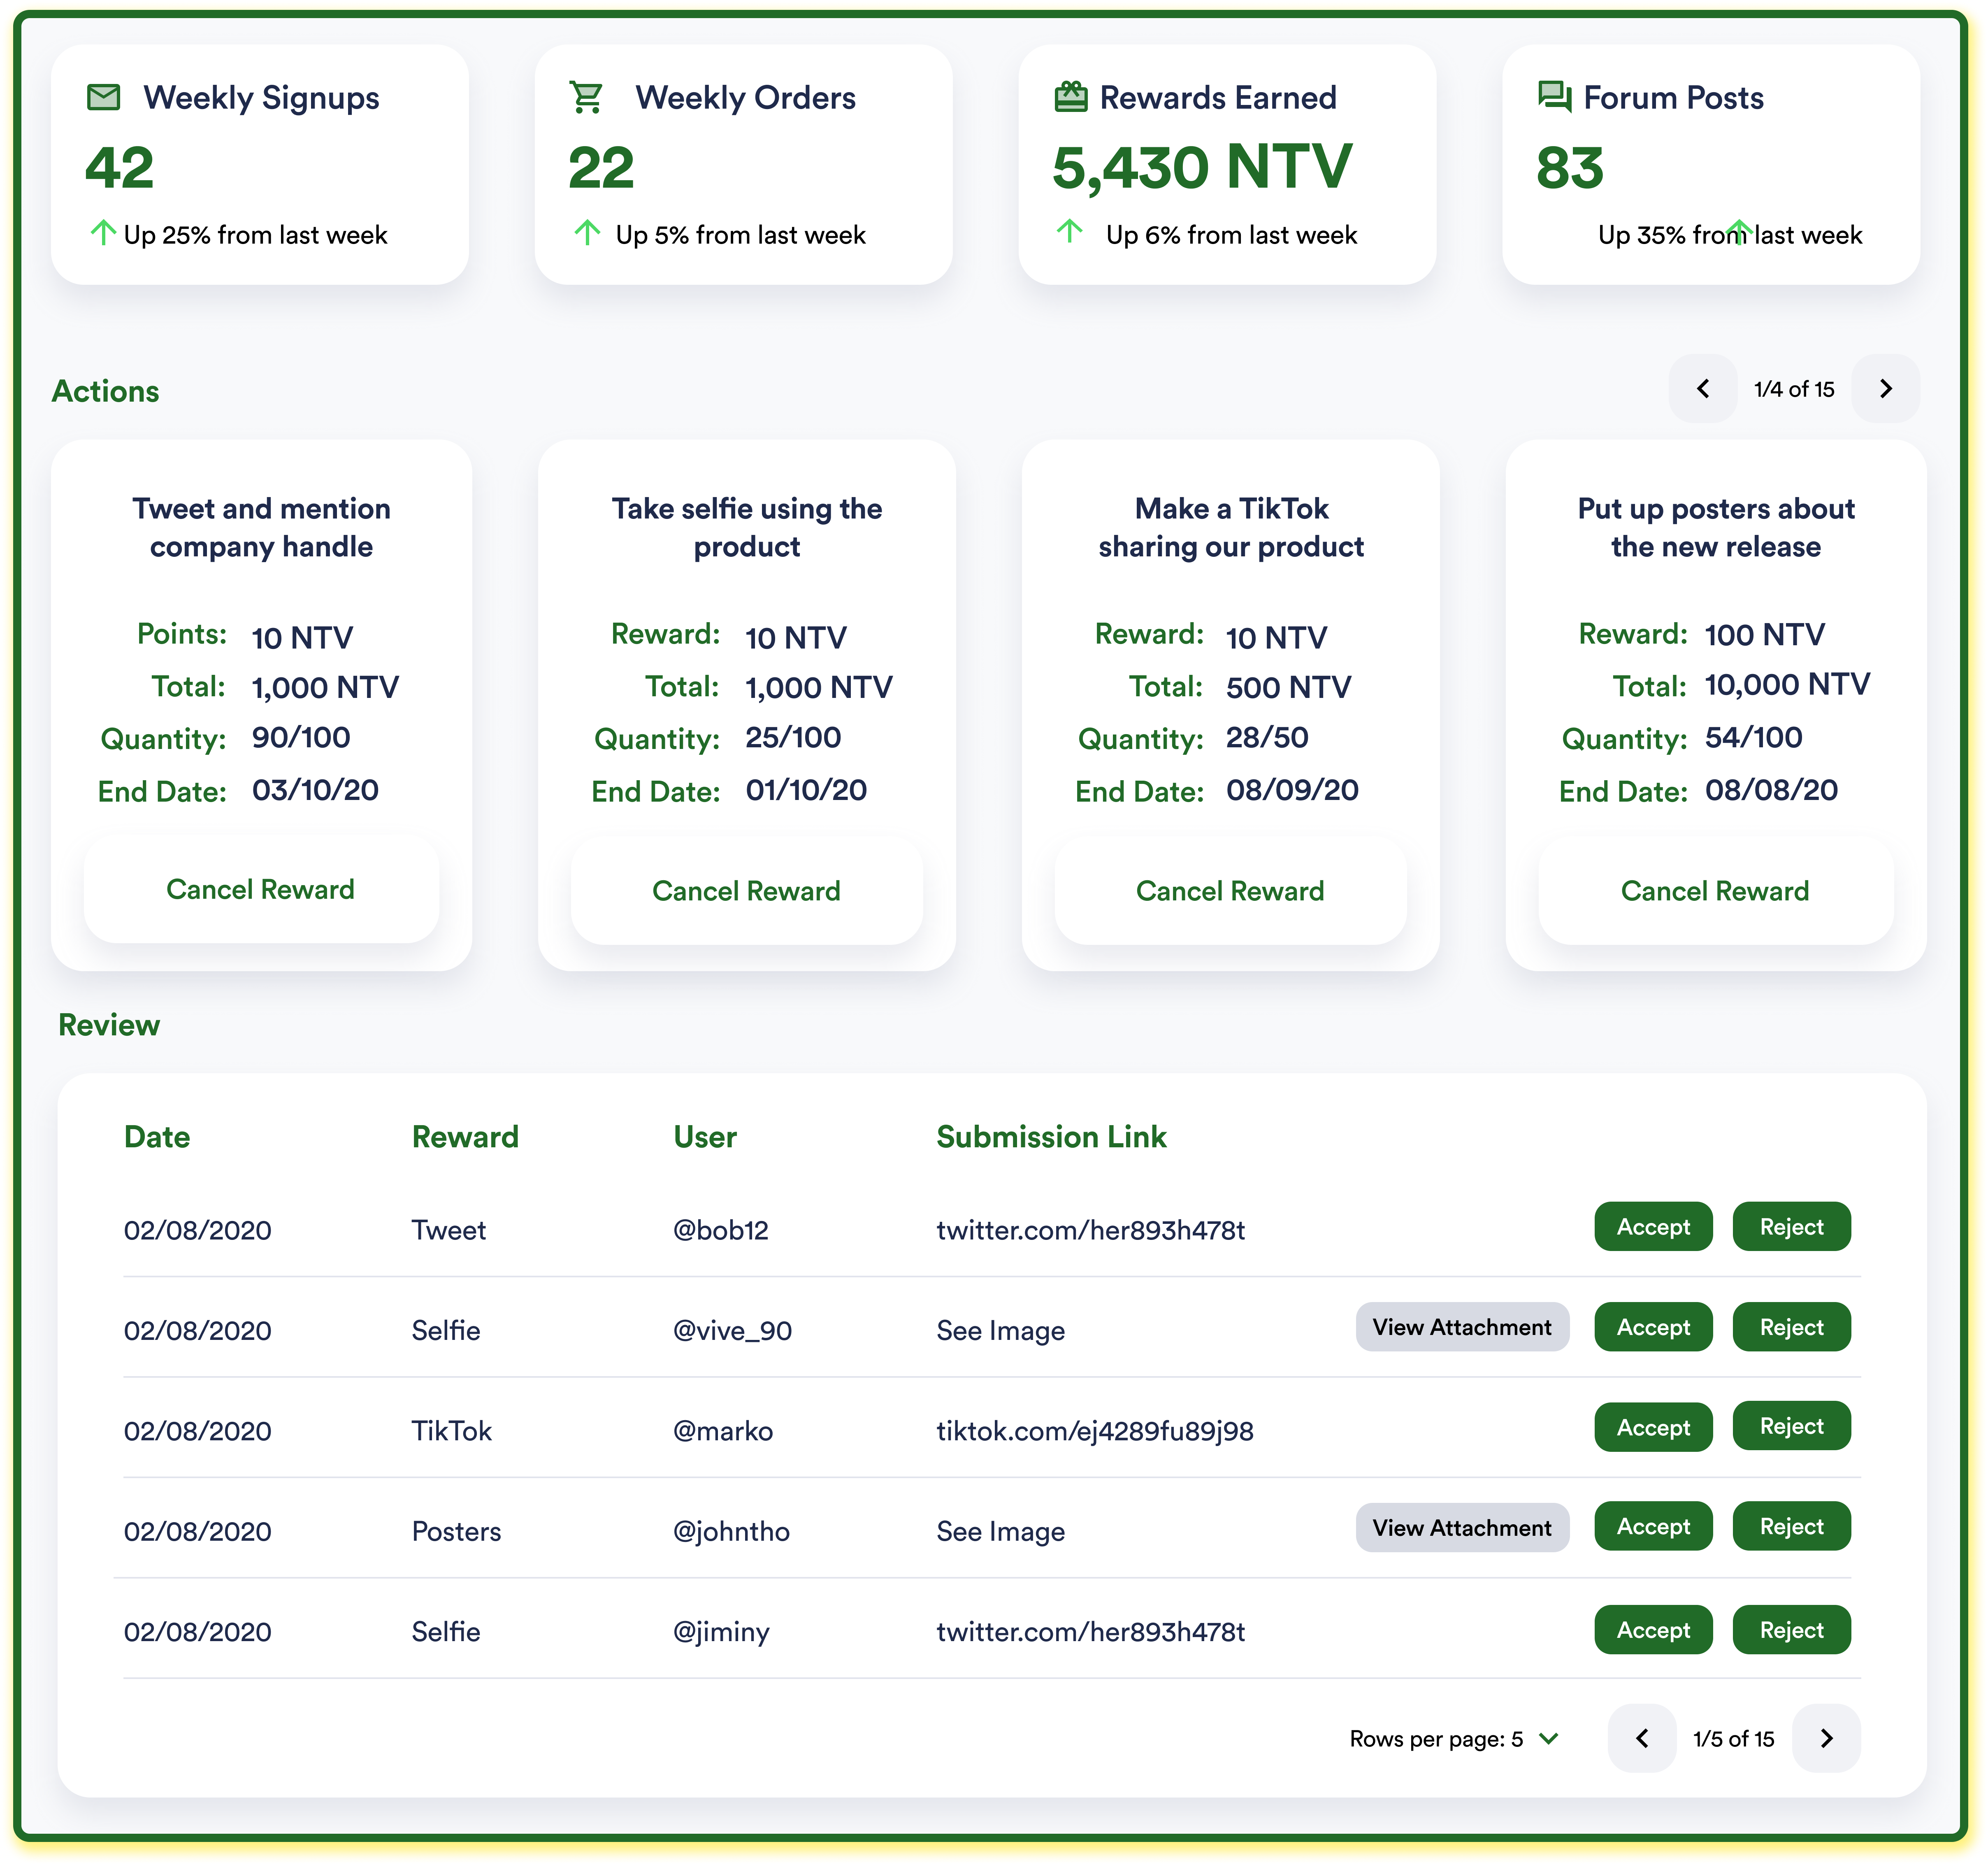 Weekly Signups
42
Up 25% from last week
Weekly Orders
22
Up 5% from last week
Rewards Earned
5,430 NTV
Up 6% from last week
Forum Posts
83
Up 35% from last week
Actions
1/4 of 15
Tweet and mention
company handle
Points: 10 NTV
Total: 1,000 NTV
Quantity: 90/100
End Date: 03/10/20
Cancel Reward
Take selfie using the
product
Reward: 10 NTV
Total: 1,000 NTV
Quantity: 25/100
End Date: 01/10/20
Cancel Reward
Make a TikTok
sharing our product
Reward: 10 NTV
Total: 500 NTV
Quantity: 28/50
End Date: 08/09/20
Cancel Reward
Put up posters about
the new release
Reward: 100 NTV
Total: 10,000 NTV
Quantity: 54/100
End Date: 08/08/20
Cancel Reward
Review
Date Reward User Submission Link
02/08/2020 Tweet @bob12 twitter.com/her893h478t Accept Reject
02/08/2020 Selfie @vive_90 See Image View Attachment Accept Reject
02/08/2020 TikTok @marko tiktok.com/ej4289fu89j98 Accept Reject
02/08/2020 Posters @johntho See Image View Attachment Accept Reject
02/08/2020 Selfie @jiminy twitter.com/her893h478t Accept Reject
Rows per page: 5 1/5 of 15